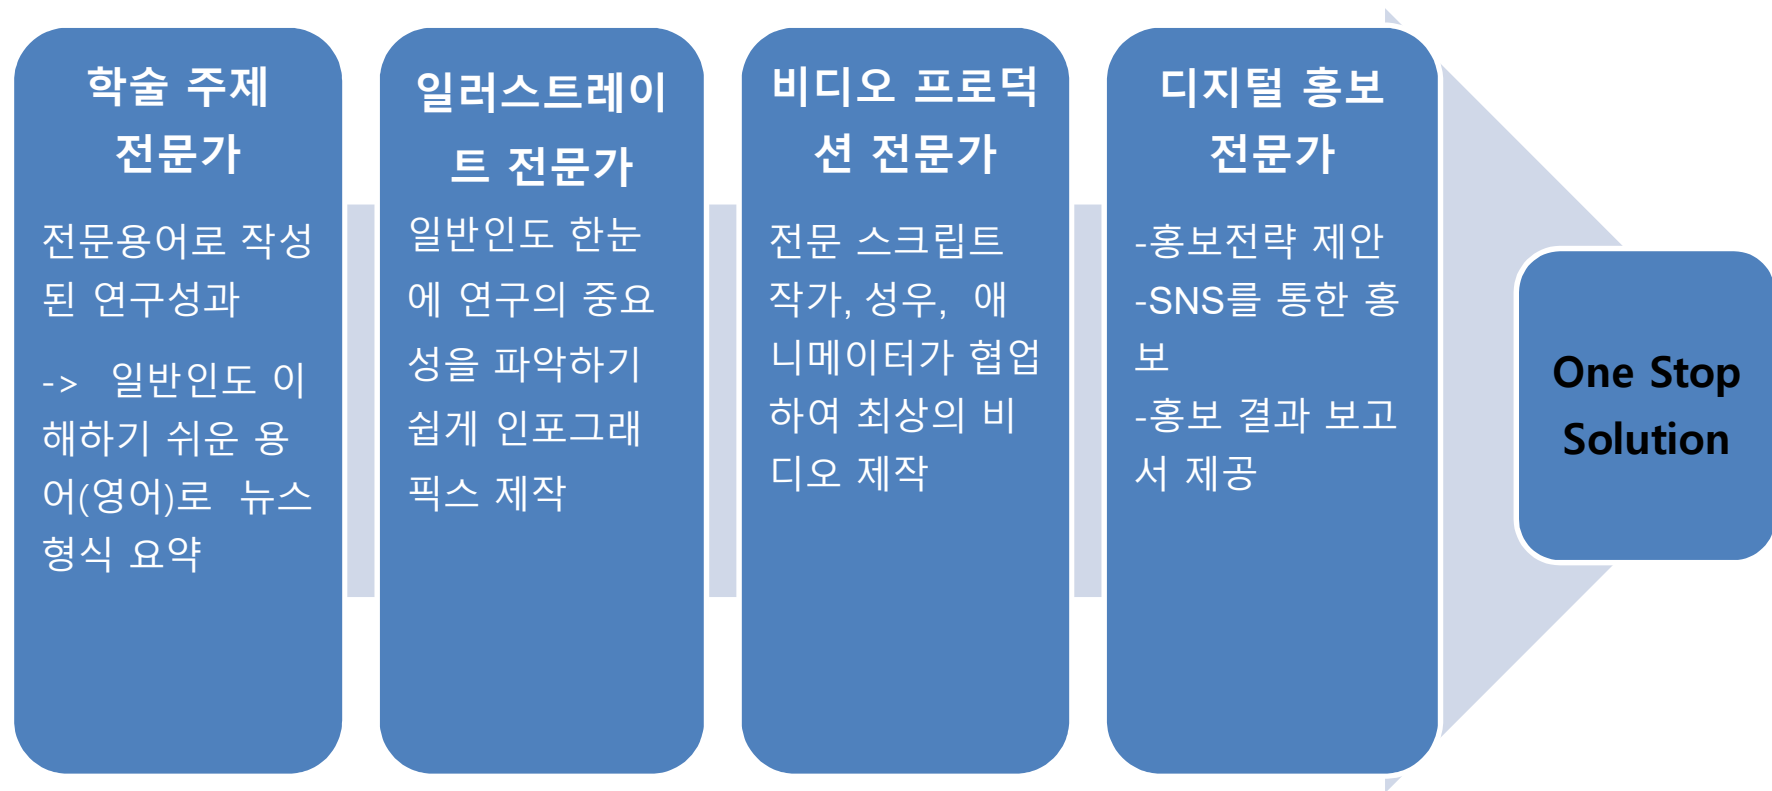 학술 주제
전문가
전문용어로 작성
된 연구성과
-> 일반인도 이
해하기 쉬운 용
어(영어)로 뉴스
형식 요약
일러스트레이
트 전문가
일반인도 한눈
에 연구의 중요
성을 파악하기
쉽게 인포그래
픽스 제작
비디오 프로덕
션 전문가
전문 스크립트
작가, 성우, 애
니메이터가 협업
하여 최상의 비
디오 제작
디지털 홍보
전문가
-홍보전략 제안
-SNS를 통한 홍
보
-홍보 결과 보고
서 제공
One Stop
Solution